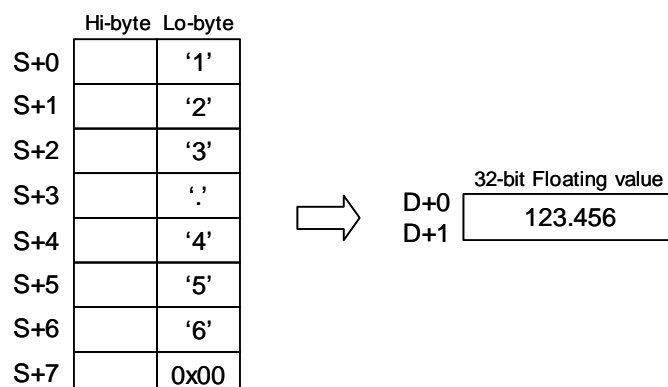 Hi-byte Lo-byte
S+0 ‘1’
S+1 ‘2’
S+2 ‘3’
S+3 ‘.’
S+4 ‘4’
S+5 ‘5’
S+6 ‘6’
S+7 0x00
32-bit Floating value
D+0
D+1
123.456